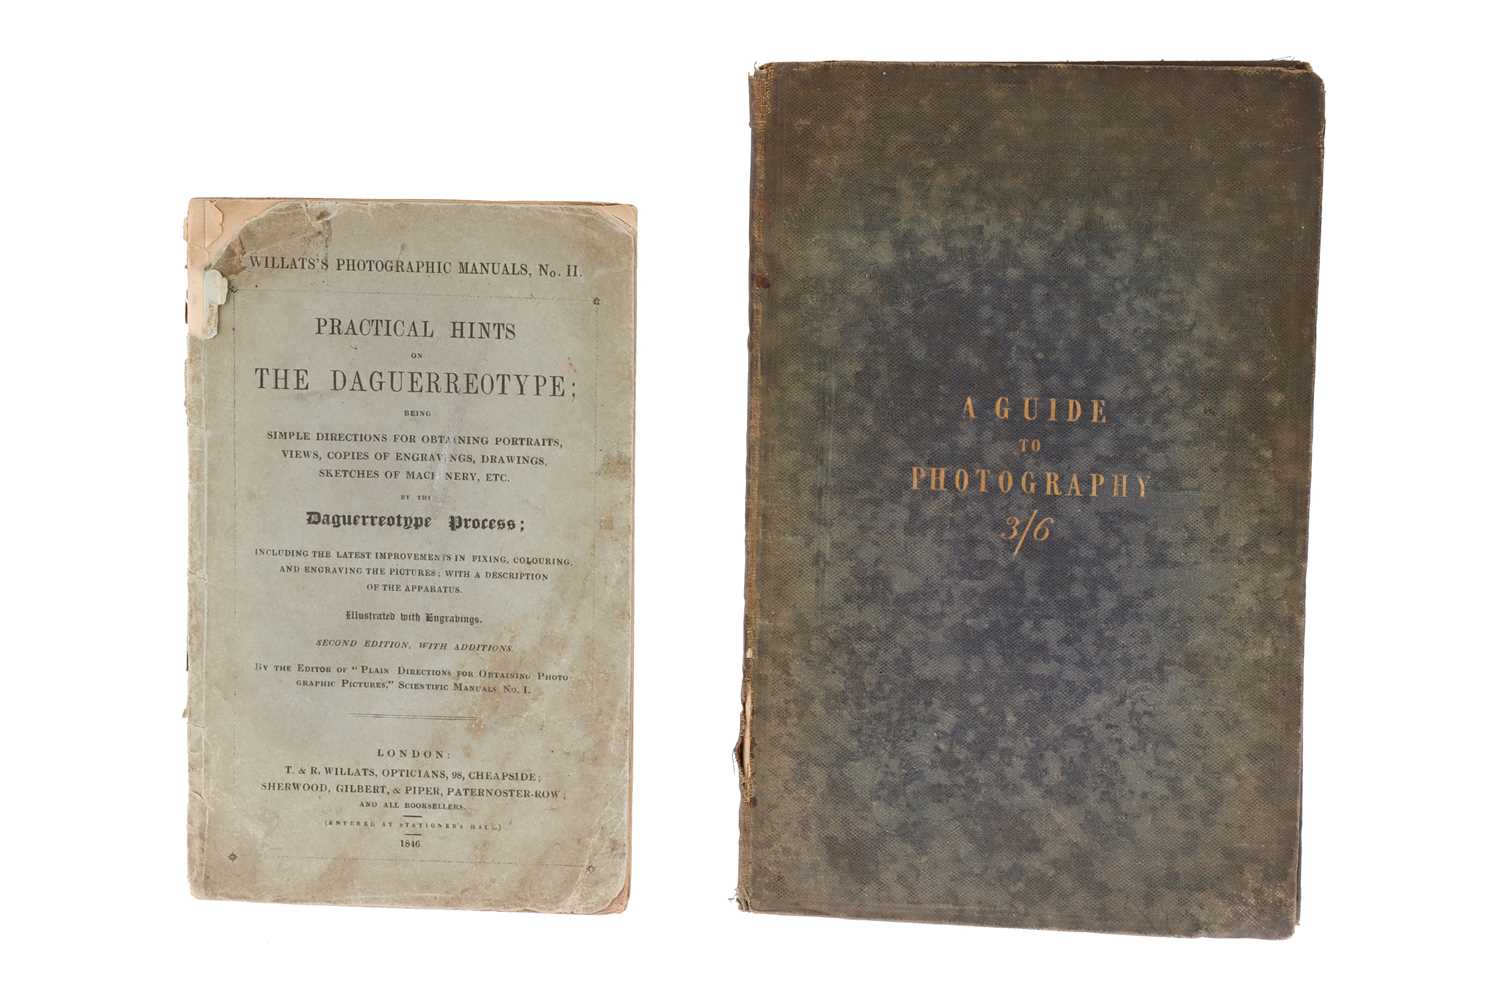 WILLATS'S PHOTOGRAPHIC MANUALS, No. II.
PRACTICAL HINTS
ON
THE DAGUERREOTYPE;
BEING
SIMPLE DIRECTIONS FOR OBTAINING PORTRAITS,
VIEWS, COPIES OF ENGRAVINGS, DRAWINGS,
SKETCHES OF MACHINERY, ETC.
BY THE
Daguerreotype Process;
INCLUDING THE LATEST IMPROVEMENTS IN FIXING, COLOURING,
AND ENGRAVING THE PICTURES; WITH A DESCRIPTION
OF THE APPARATUS.
Illustrated with Engravings.
SECOND EDITION, WITH ADDITIONS.
BY THE EDITOR OF "PLAIN DIRECTIONS FOR OBTAINING PHOTO-
GRAPHIC PICTURES," SCIENTIFIC MANUALS No. I.
LONDON:
T. & R. WILLATS, OPTICIANS, 98, CHEAPSIDE;
SHERWOOD, GILBERT, & PIPER, PATERNOSTER-ROW;
AND ALL BOOKSELLERS.
(ENTERED AT STATIONER'S HALL.)
1846
A GUIDE
TO
PHOTOGRAPHY
3/6